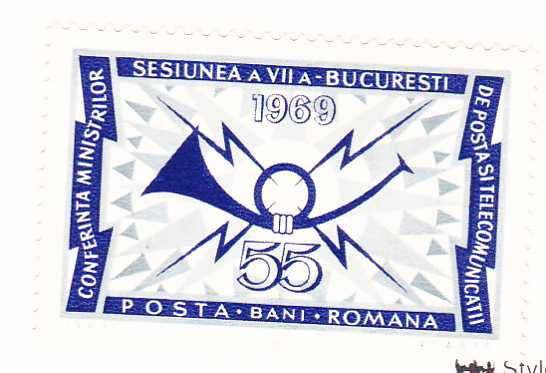 SESIUNEA A VII A-BUCURESTI
1969
CONFERINTA MINISTRILOR
DE POSTA SI TELECOMUNICATII
55
POSTA · BANI · ROMANA